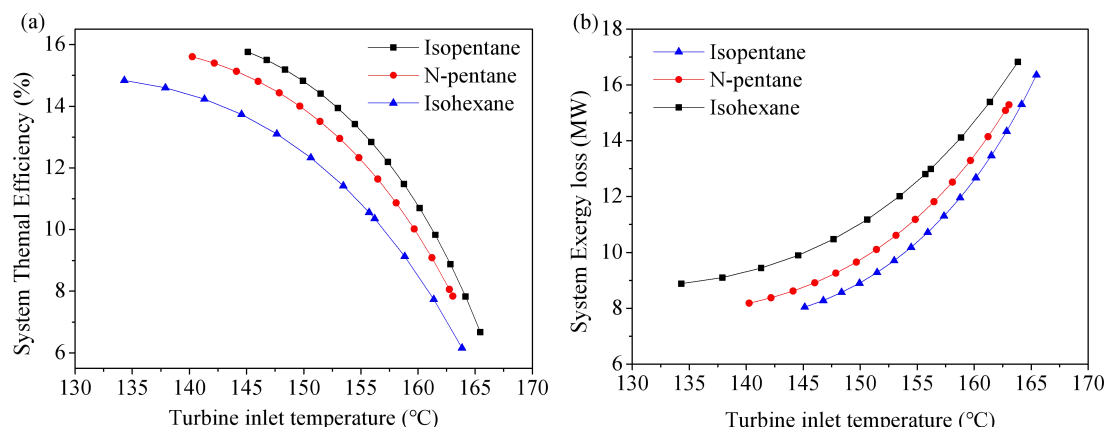 (a)
16
14
12
10
8
6
System Themal Efficiency (%)
Isopentane
N-pentane
Isohexane
130 135 140 145 150 155 160 165 170
Turbine inlet temperature (℃)
(b)
18
16
14
12
10
8
6
4
System Exergy loss (MW)
Isopentane
N-pentane
Isohexane
130 135 140 145 150 155 160 165 170
Turbine inlet temperature (℃)